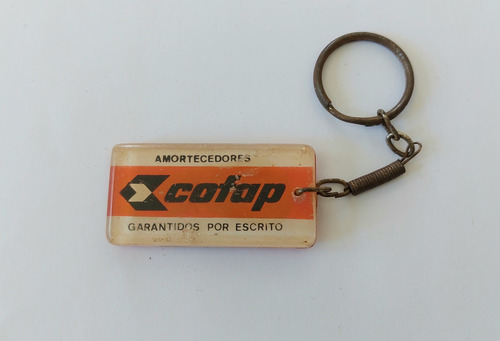 AMORTECEDORES
cofap
GARANTIDOS POR ESCRITO